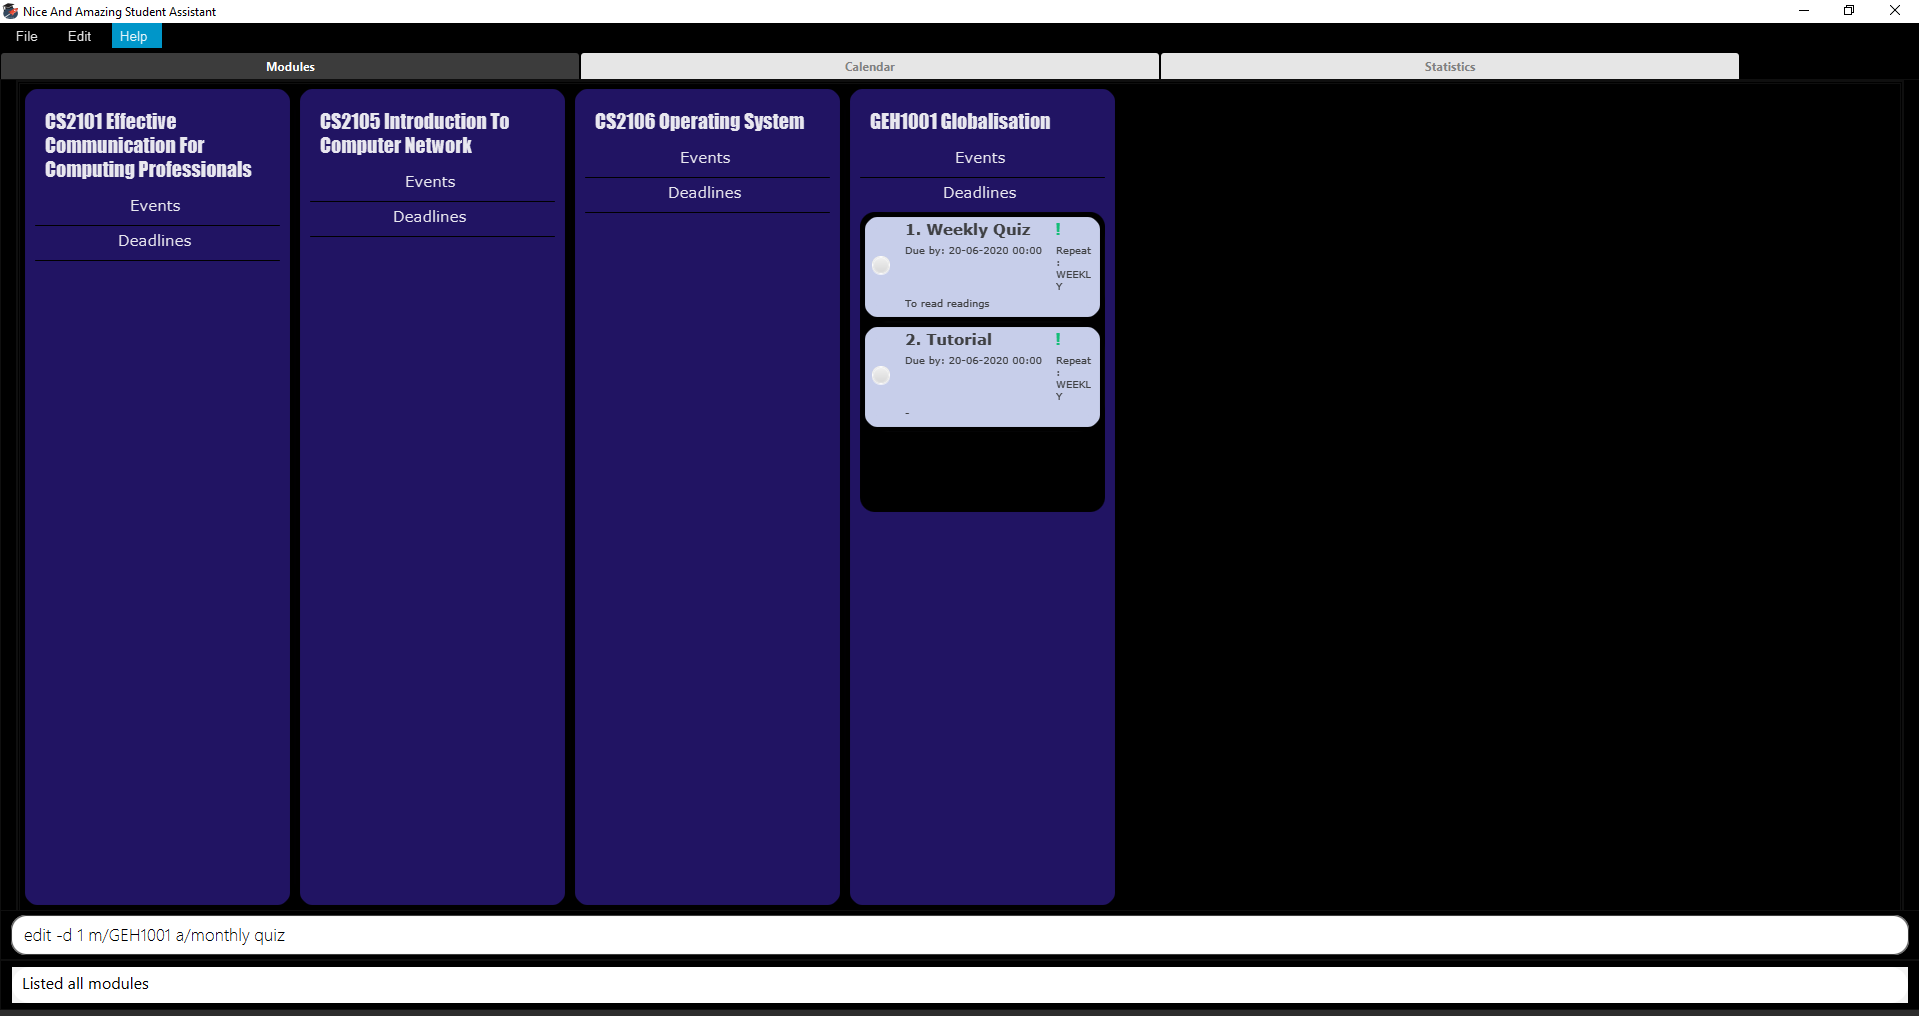 Nice And Amazing Student Assistant
File Edit Help
Modules Calendar Statistics
CS2101 Effective
Communication For
Computing Professionals
Events
Deadlines
CS2105 Introduction To
Computer Network
Events
Deadlines
CS2106 Operating System
Events
Deadlines
GEH1001 Globalisation
Events
Deadlines
1. Weekly Quiz !
Due by: 20-06-2020 00:00
Repeat
:
WEEKL
Y
To read readings
2. Tutorial !
Due by: 20-06-2020 00:00
Repeat
:
WEEKL
Y
-
edit -d 1 m/GEH1001 a/monthly quiz
Listed all modules